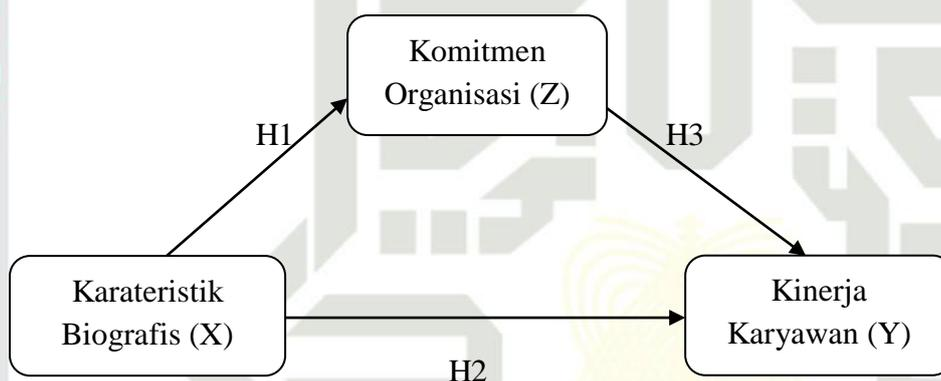 Komitmen
Organisasi (Z)
H1
H3
Karateristik
Biografis (X)
Kinerja
Karyawan (Y)
H2